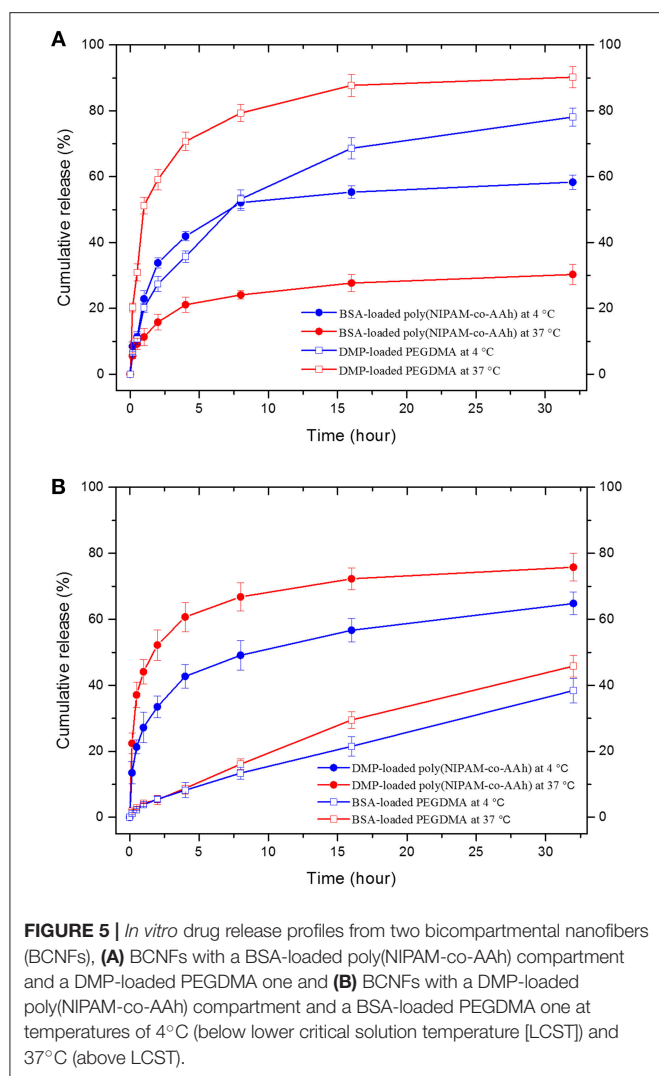 A
100
80
60
40
20
0
100
80
60
40
20
0
Cumulative release (%)
BSA-loaded poly(NIPAM-co-AAh) at 4 °C
BSA-loaded poly(NIPAM-co-AAh) at 37 °C
DMP-loaded PEGDMA at 4 °C
DMP-loaded PEGDMA at 37 °C
0 5 10 15 20 25 30
Time (hour)
B
100
80
60
40
20
0
100
80
60
40
20
0
Cumulative release (%)
DMP-loaded poly(NIPAM-co-AAh) at 4 °C
DMP-loaded poly(NIPAM-co-AAh) at 37 °C
BSA-loaded PEGDMA at 4 °C
BSA-loaded PEGDMA at 37 °C
0 5 10 15 20 25 30
Time (hour)
FIGURE 5 | In vitro drug release profiles from two bicompartmental nanofibers
(BCNFs), (A) BCNFs with a BSA-loaded poly(NIPAM-co-AAh) compartment
and a DMP-loaded PEGDMA one and (B) BCNFs with a DMP-loaded
poly(NIPAM-co-AAh) compartment and a BSA-loaded PEGDMA one at
temperatures of 4°C (below lower critical solution temperature [LCST]) and
37°C (above LCST).